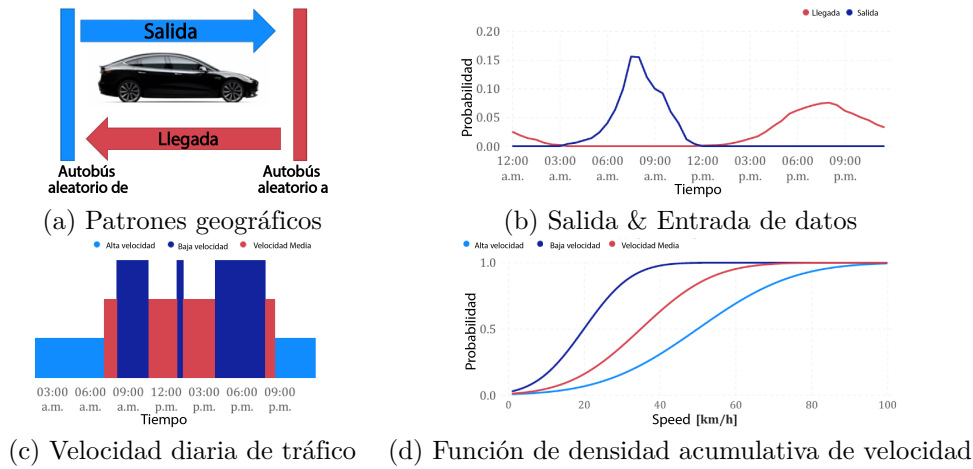 Salida
Llegada
Autobús
aleatorio de
Autobús
aleatorio a
(a) Patrones geográficos
Llegada
Salida
Probabilidad
0.20
0.15
0.10
0.05
0.00
12:00 a.m.
03:00 a.m.
06:00 a.m.
09:00 a.m.
12:00 p.m.
03:00 p.m.
06:00 p.m.
09:00 p.m.
Tiempo
(b) Salida & Entrada de datos
Alta velocidad
Baja velocidad
Velocidad Media
03:00 a.m.
06:00 a.m.
09:00 a.m.
12:00 p.m.
03:00 p.m.
06:00 p.m.
09:00 p.m.
Tiempo
(c) Velocidad diaria de tráfico
Alta velocidad
Baja velocidad
Velocidad Media
Probabilidad
1.0
0.5
0.0
0
20
40
60
80
100
Speed [km/h]
(d) Función de densidad acumulativa de velocidad